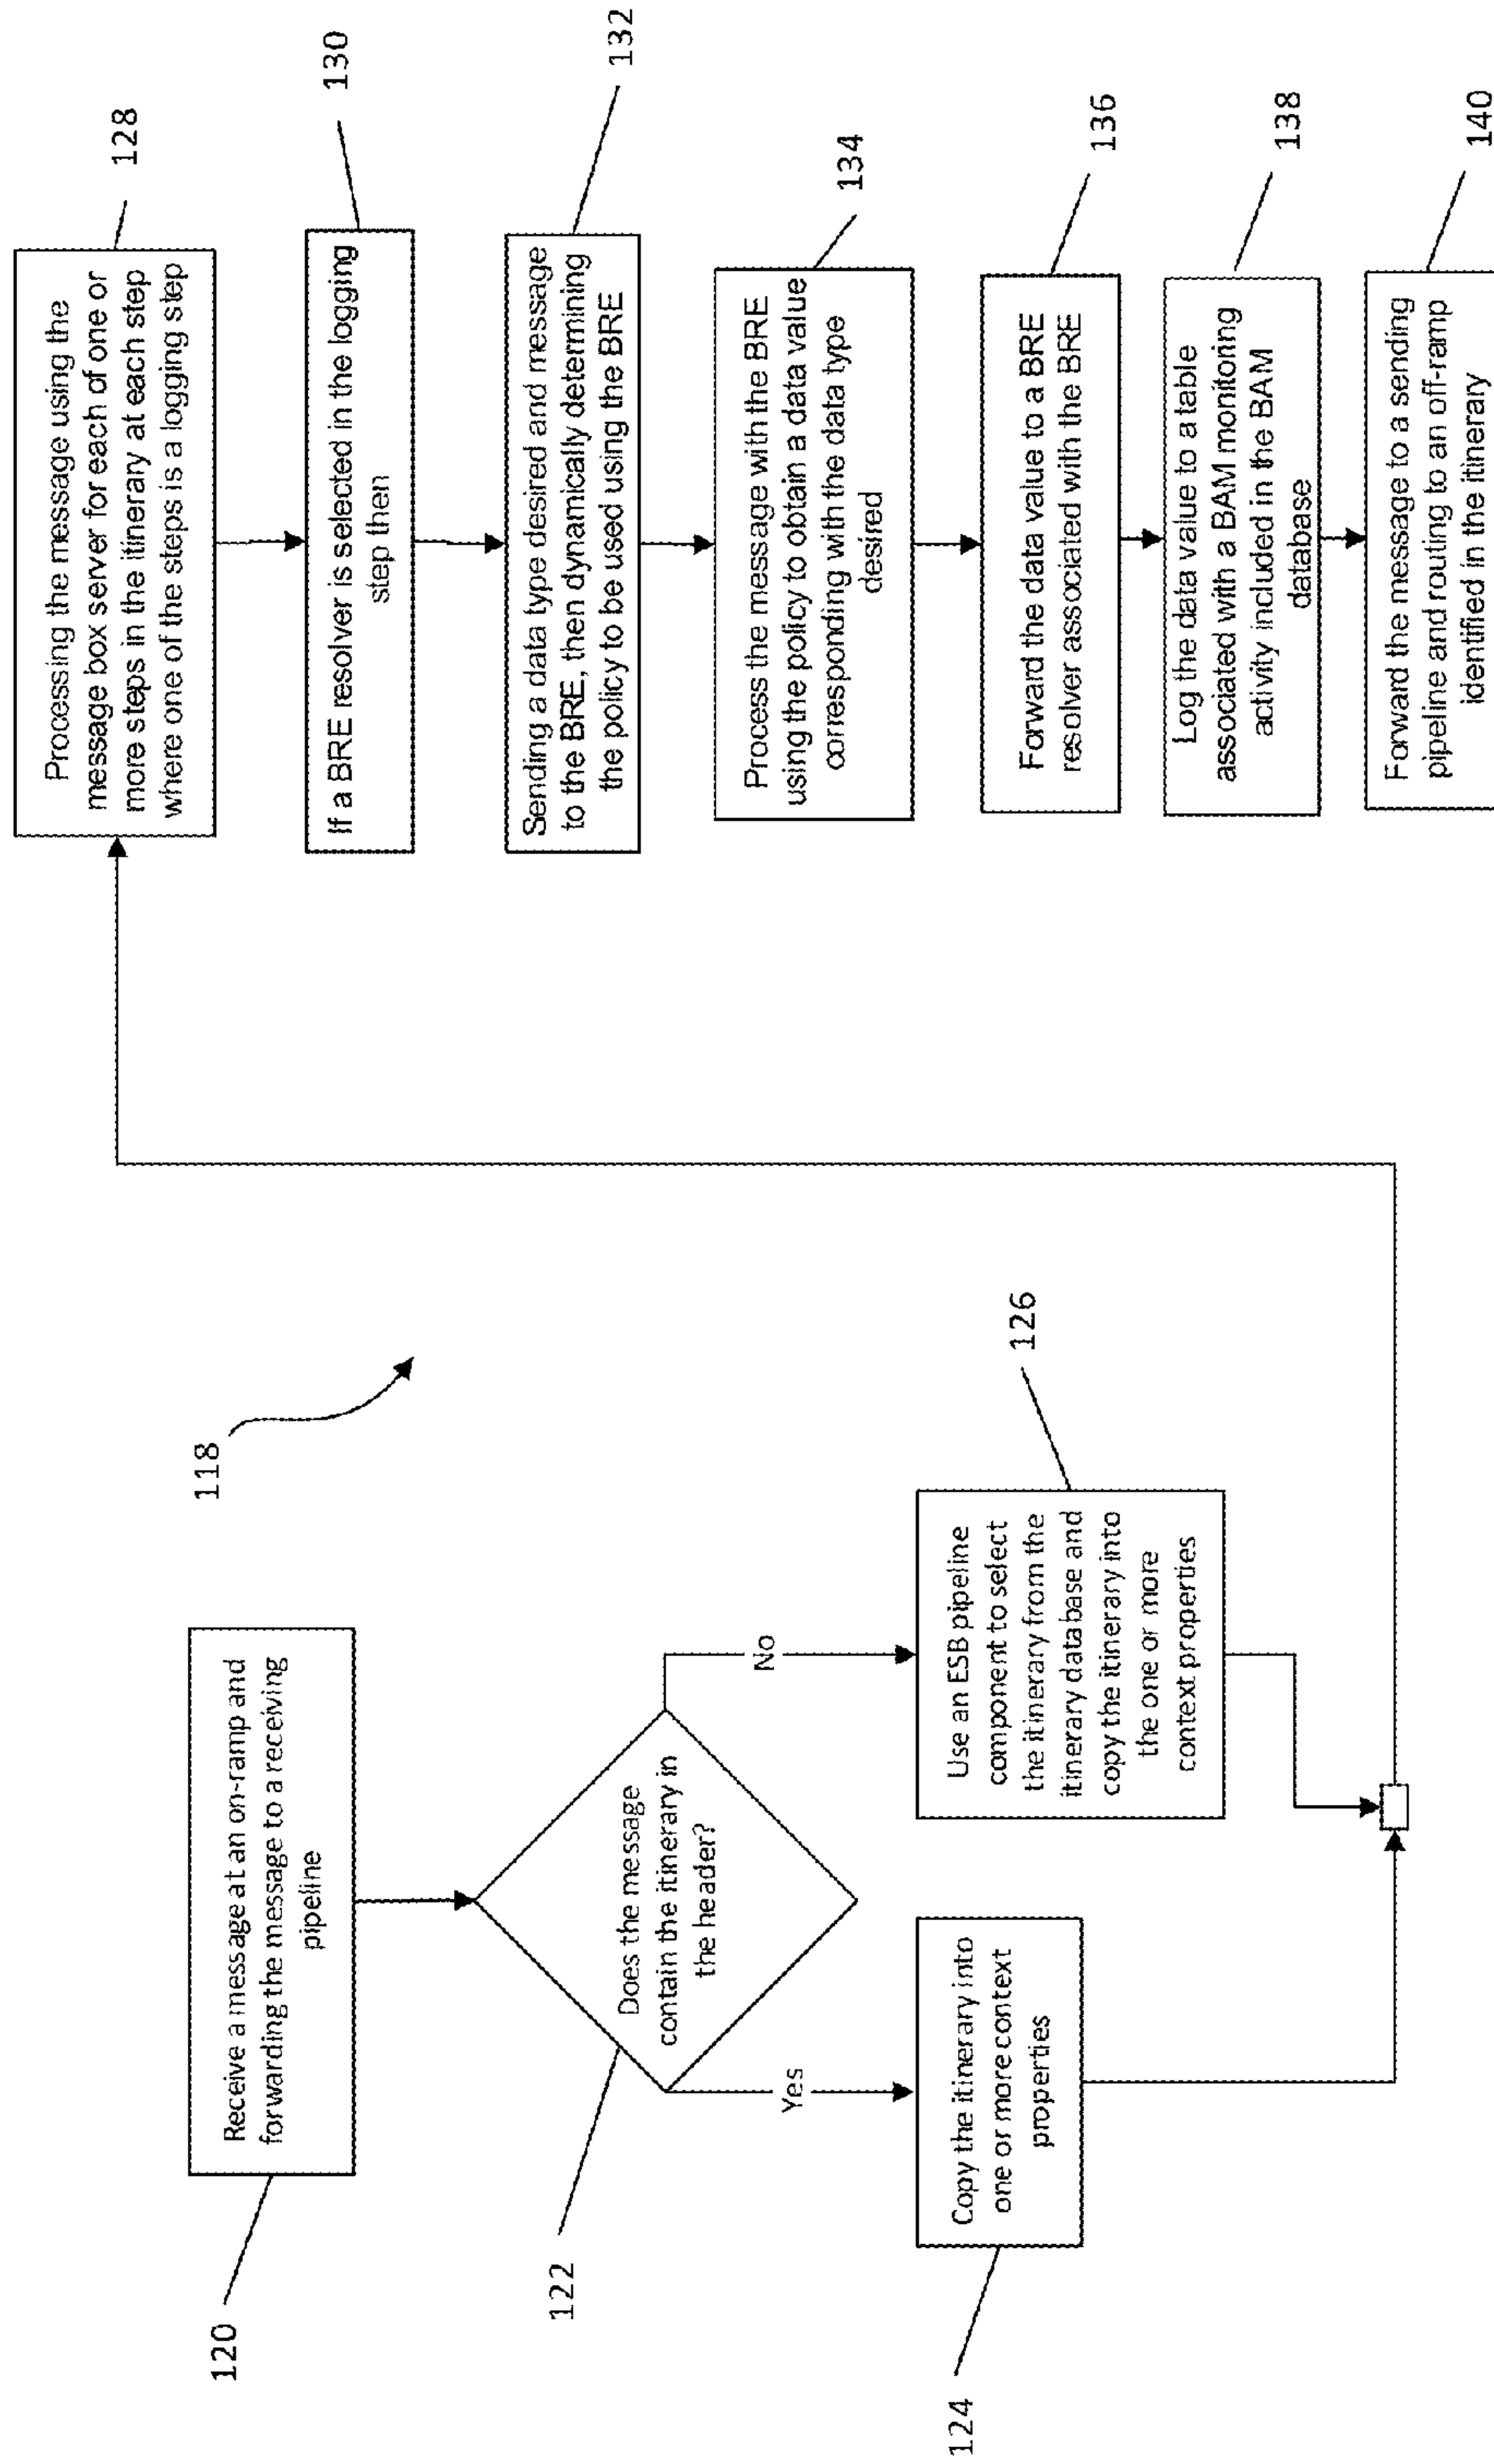 118
120
Receive a message at an on-ramp and
forwarding the message to a receiving
pipeline
122
Does the message
contain the itinerary in
the header?
Yes
No
124
Copy the itinerary into
one or more context
properties
126
Use an ESB pipeline
component to select
the itinerary from the
itinerary database and
copy the itinerary into
the one or more
context properties
128
Processing the message using the
message box server for each of one or
more steps in the itinerary at each step
where one of the steps is a logging step
130
If a BRE resolver is selected in the logging
step then
132
Sending a data type desired and message
to the BRE, then dynamically determining
the policy to be used using the BRE
134
Process the message with the BRE
using the policy to obtain a data value
corresponding with the data type
desired
136
Forward the data value to a BRE
resolver associated with the BRE
138
Log the data value to a table
associated with a BAM monitoring
activity included in the BAM
database
140
Forward the message to a sending
pipeline and routing to an off-ramp
identified in the itinerary